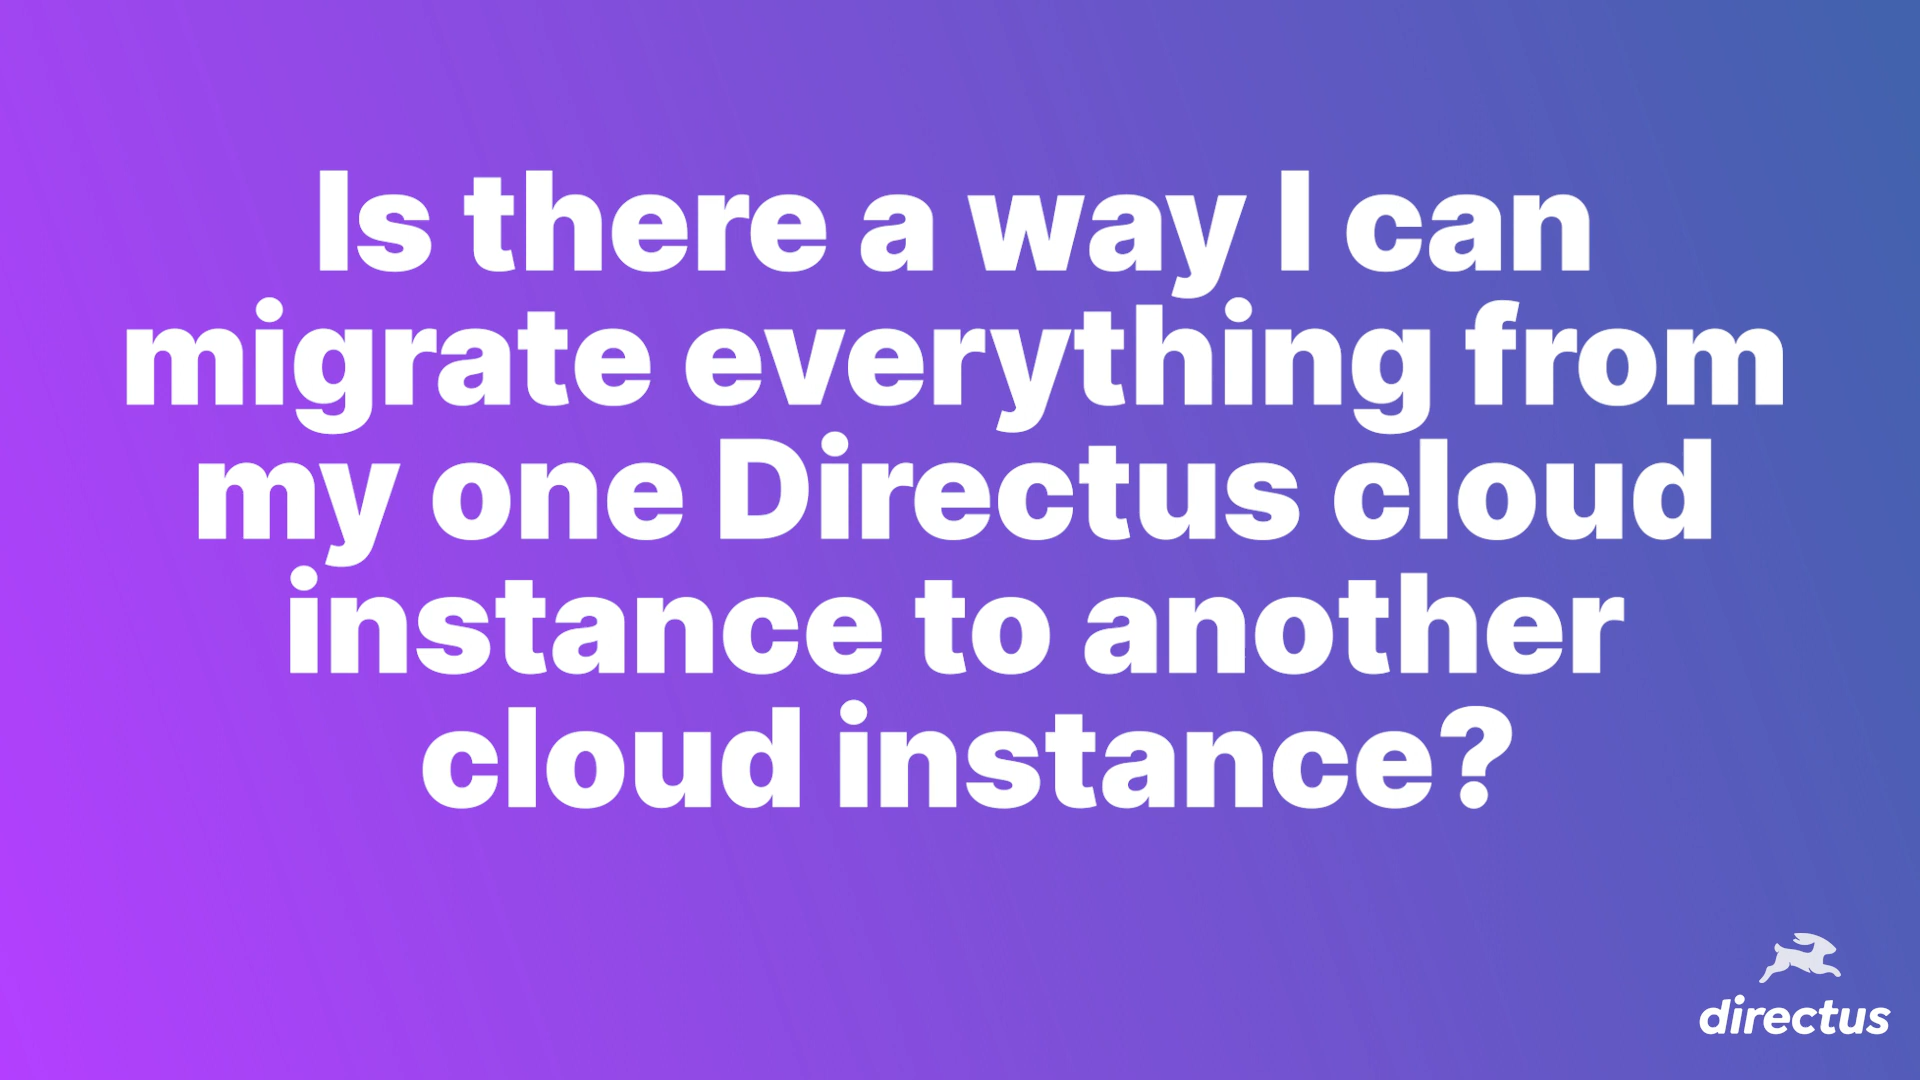 Is there a way I can
migrate everything from
my one Directus cloud
instance to another
cloud instance?
directus